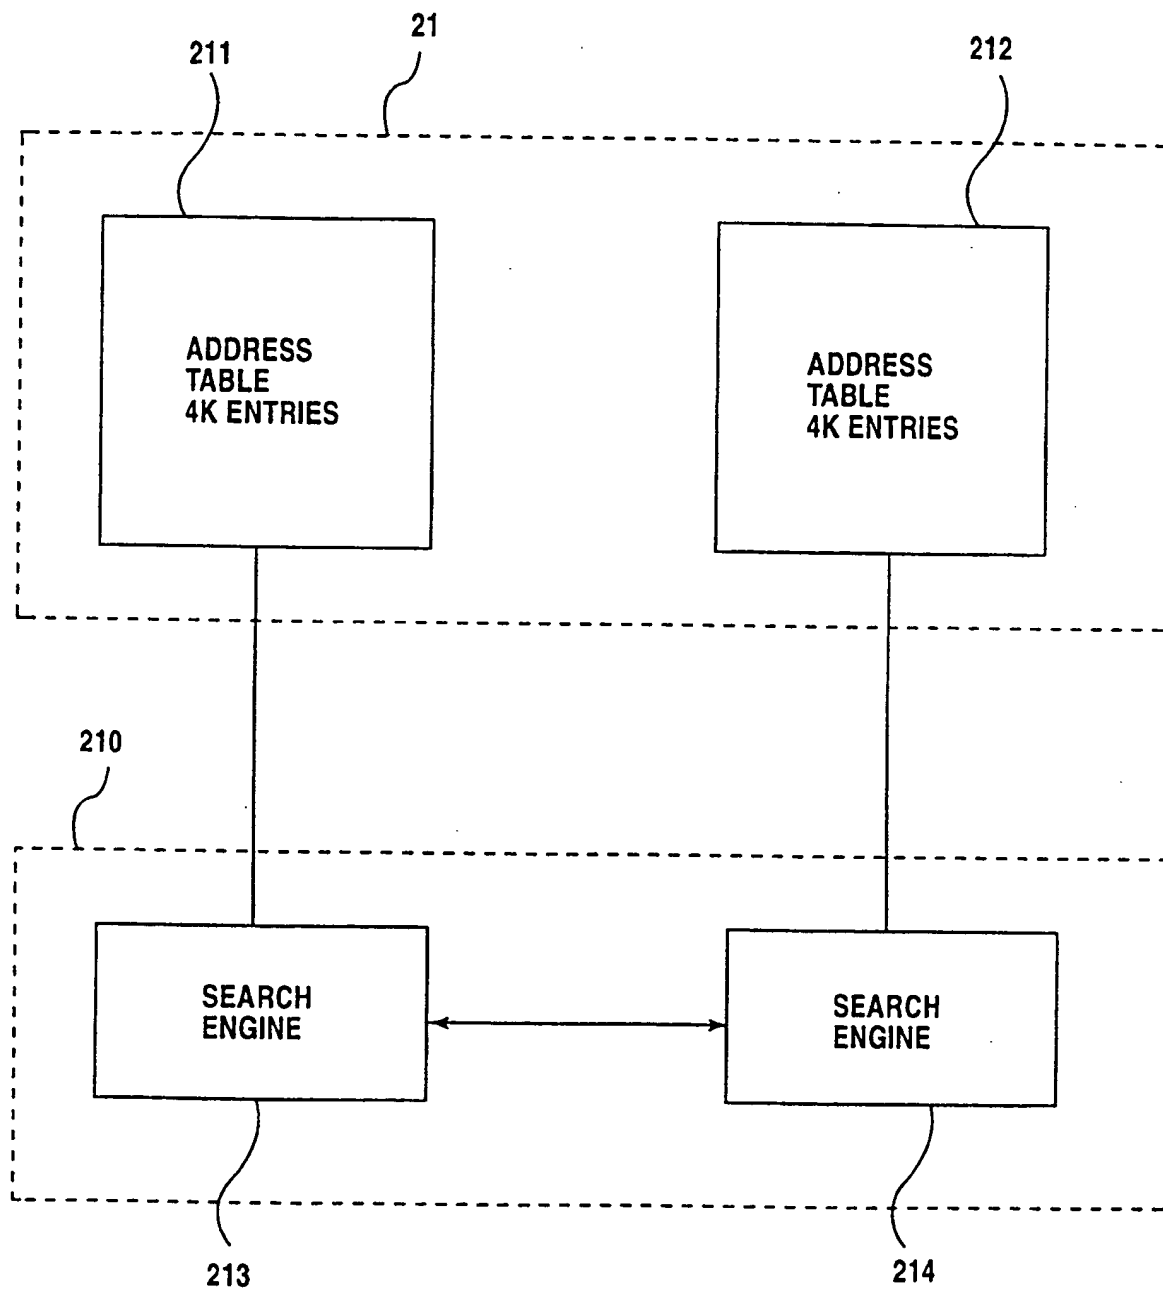 21
211
212
ADDRESS
TABLE
4K ENTRIES
ADDRESS
TABLE
4K ENTRIES
210
SEARCH
ENGINE
SEARCH
ENGINE
213
214